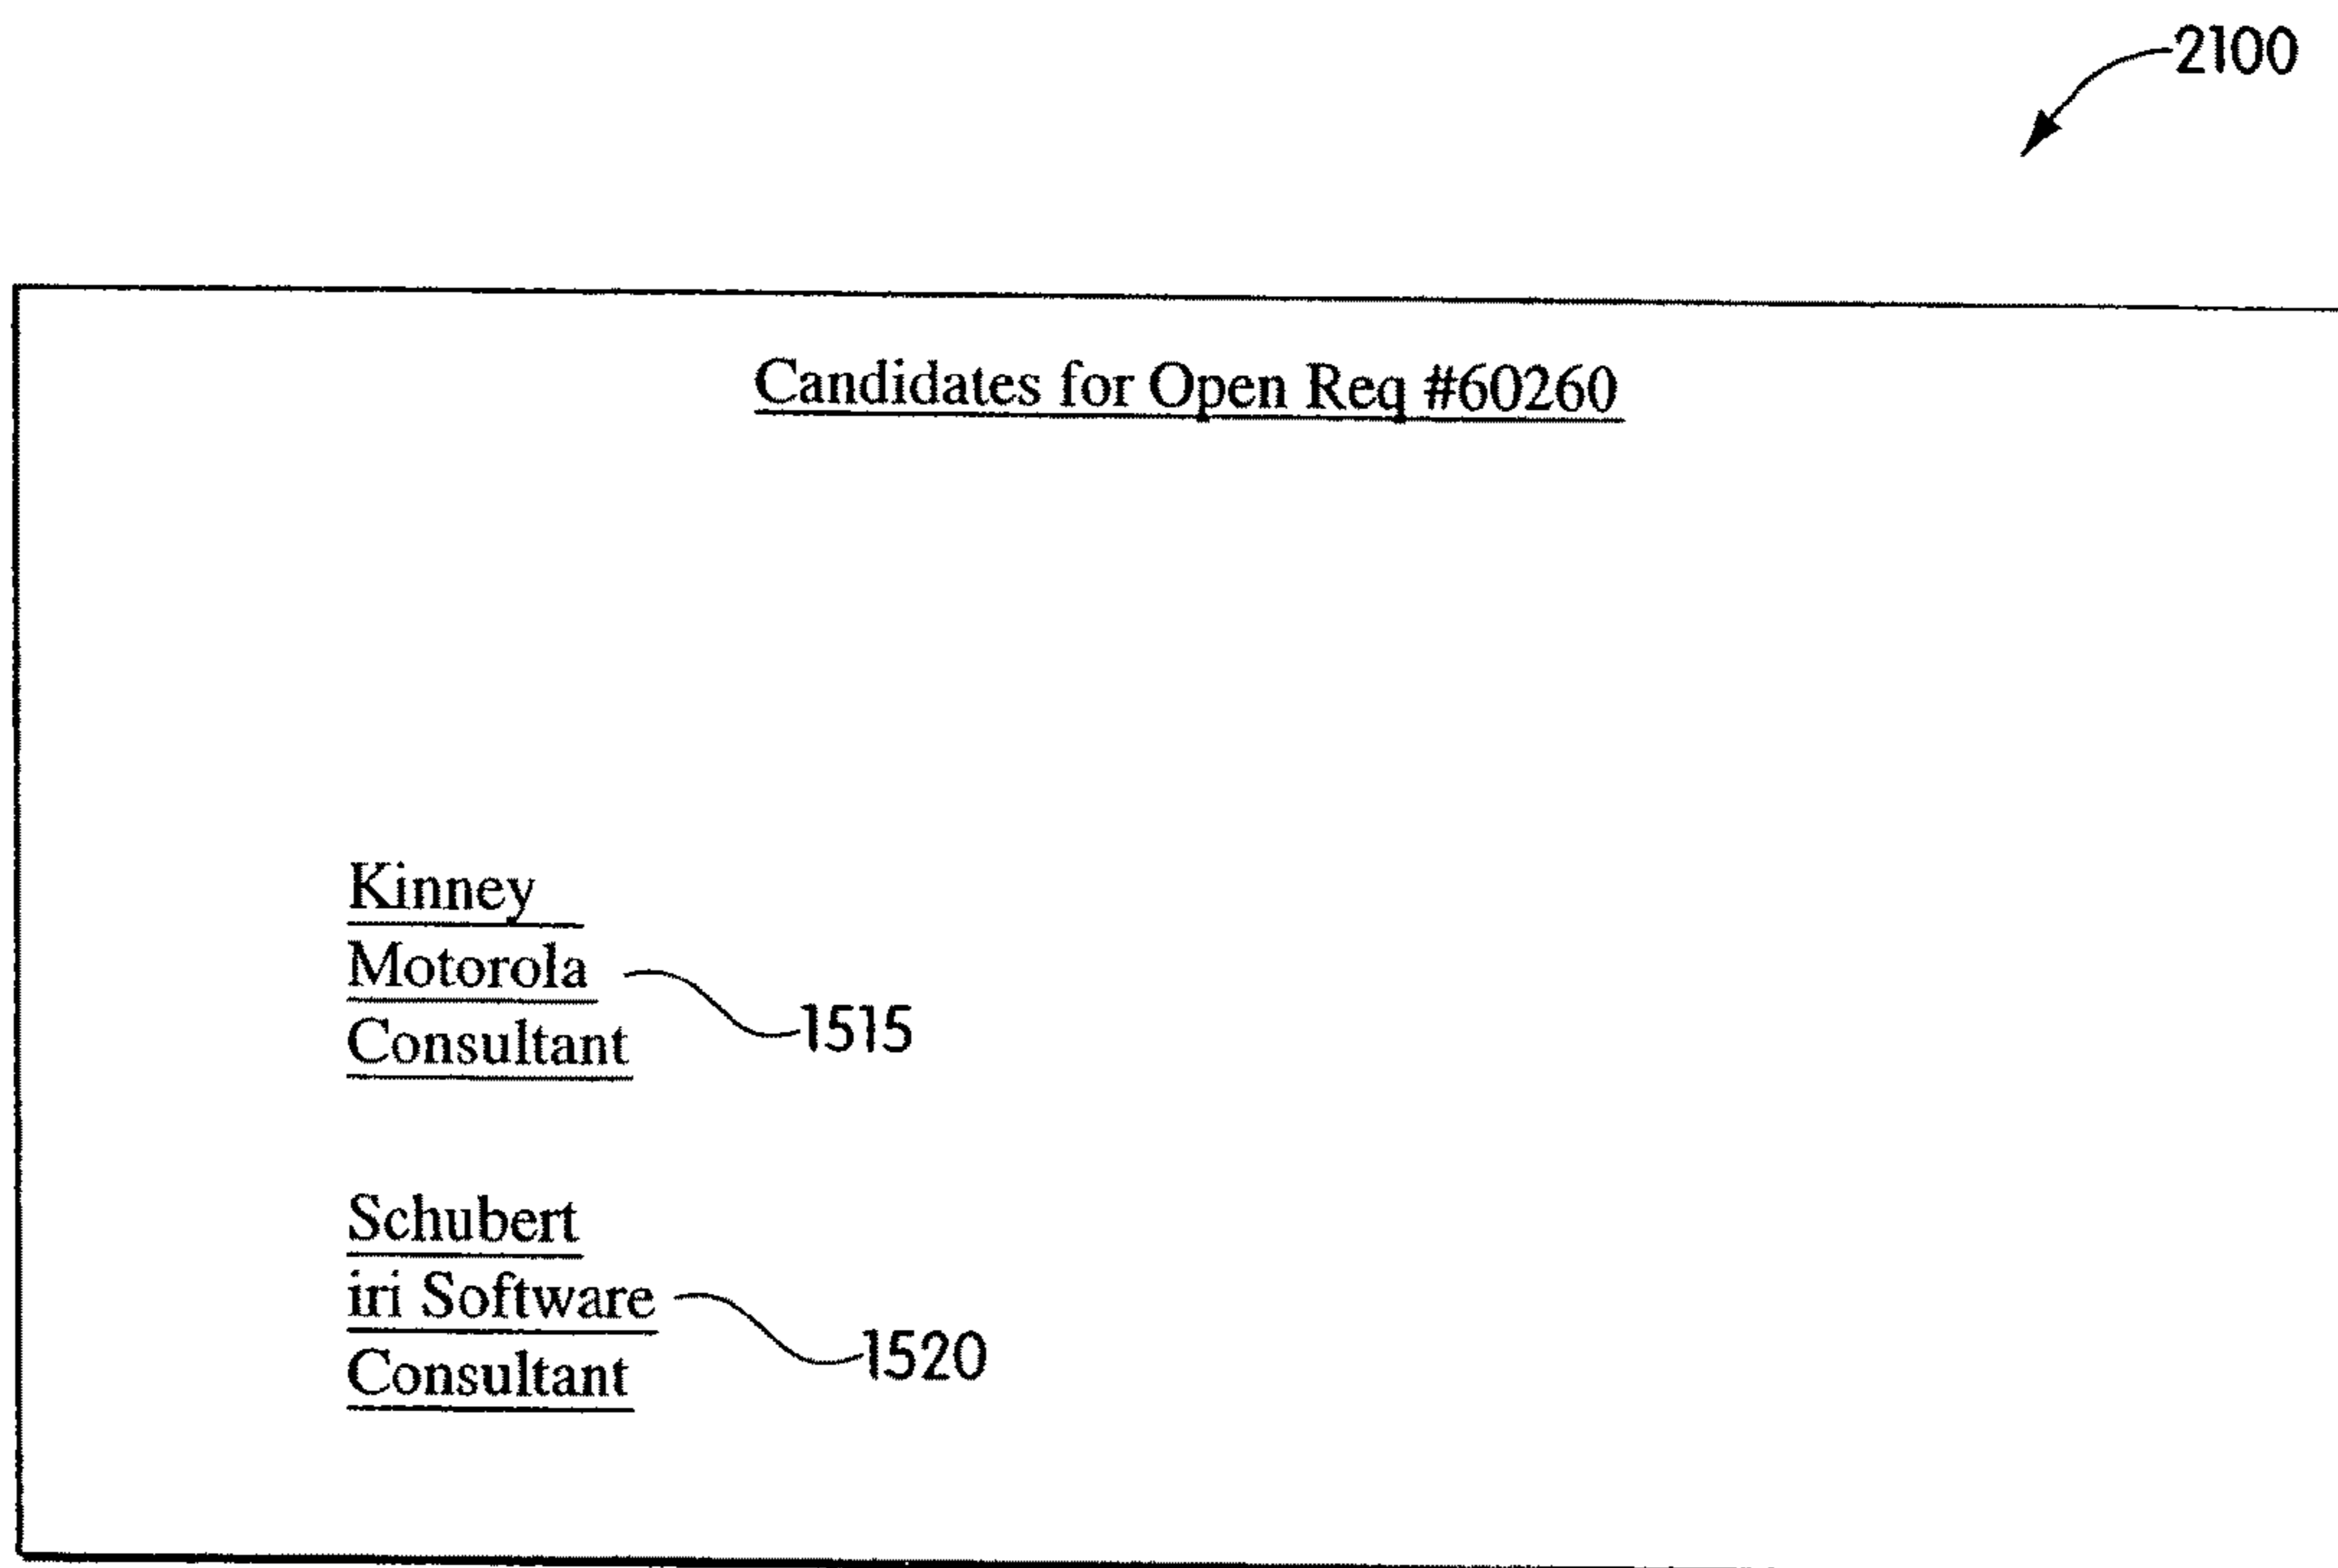 2100
Candidates for Open Req #60260
Kinney
Motorola
1515
Consultant
Schubert
iri Software
1520
Consultant